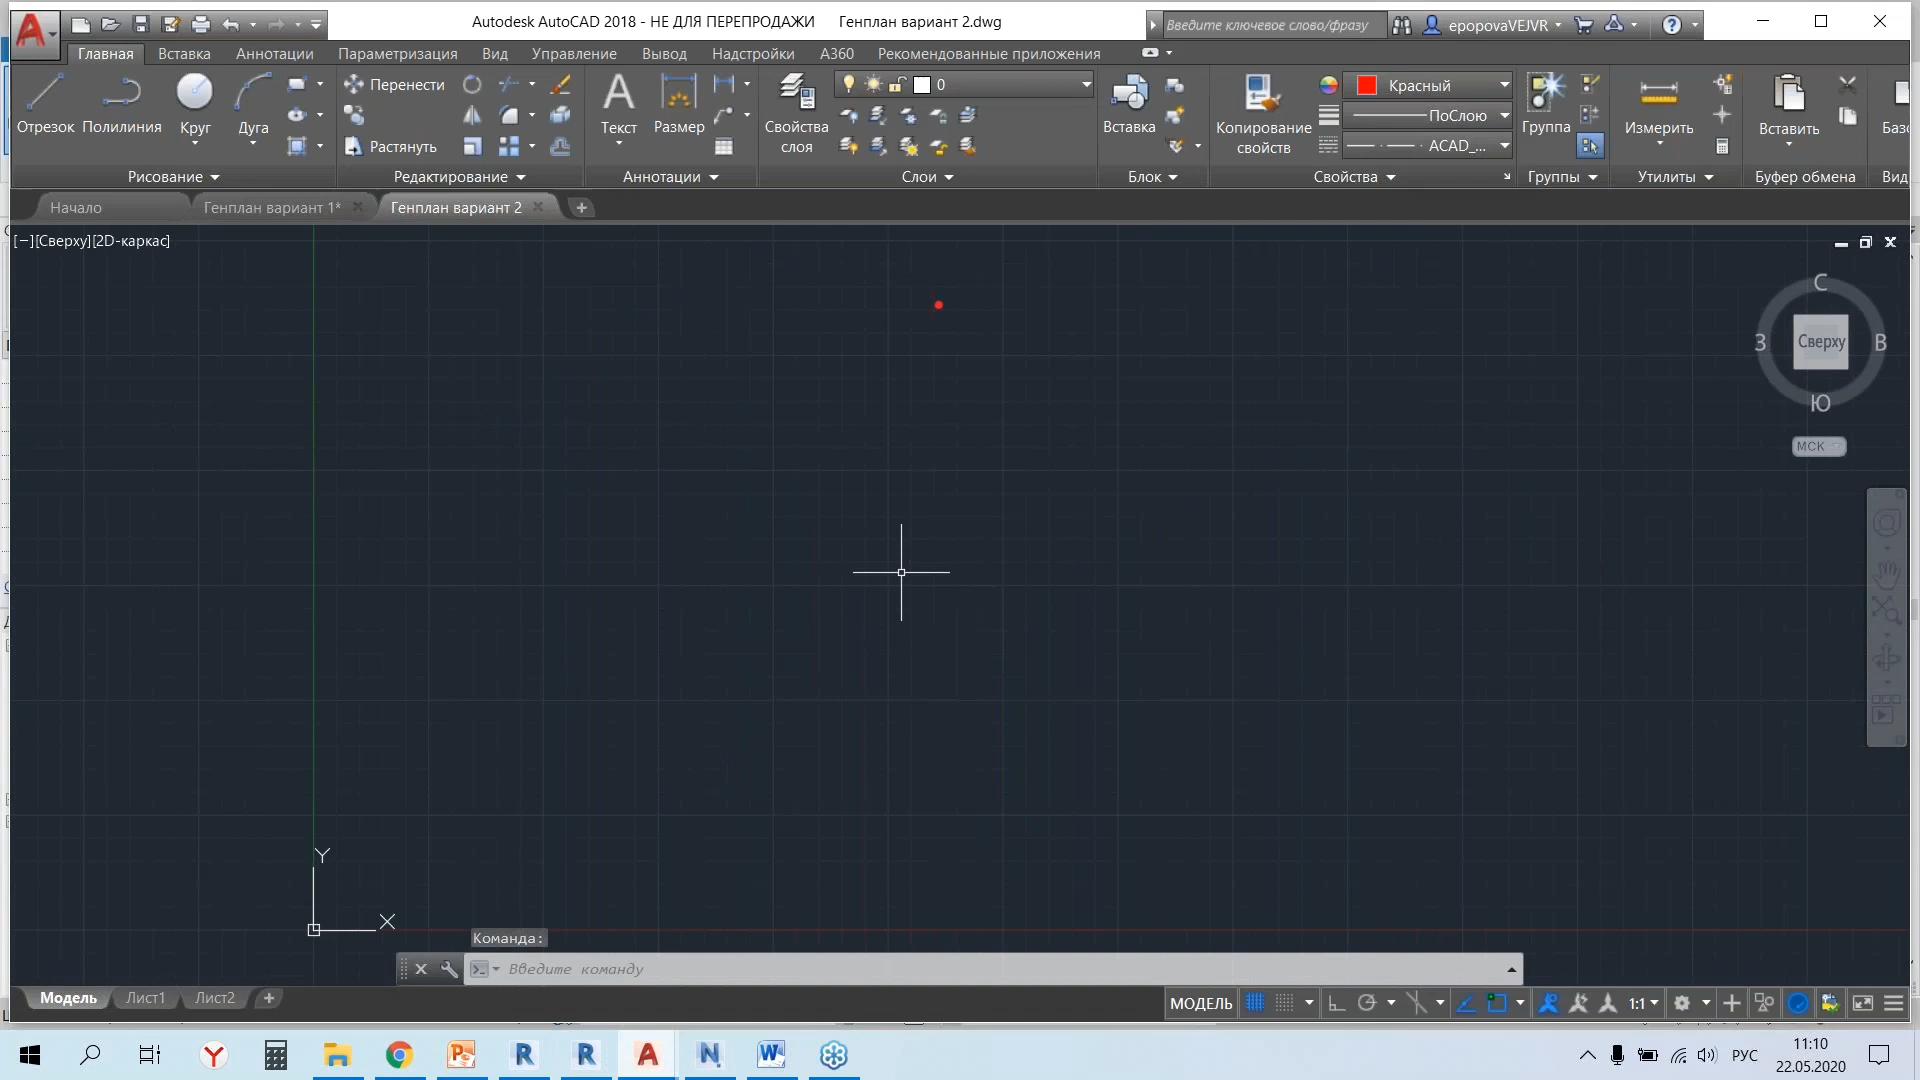 Autodesk AutoCAD 2018 - НЕ ДЛЯ ПЕРЕПРОДАЖИ Генплан вариант 2.dwg
Введите ключевое слово/фразу
epopovaVEJVR
Главная Вставка Аннотации Параметризация Вид Управление Вывод Надстройки A360 Рекомендованные приложения
Отрезок Полилиния Круг Дуга
Перенести
Растянуть
Текст Размер
Свойства слоя
0
Вставка
Копирование свойств
Красный
ПоСлою
ACAD_...
Группа
Измерить
Вставить
Рисование Редактирование Аннотации Слои Блок Свойства Группы Утилиты Буфер обмена Вид
Начало Генплан вариант 1* Генплан вариант 2
[−][Сверху][2D-каркас]
С
З Сверху В
Ю
МСК
Y
X
Команда:
Введите команду
Модель Лист1 Лист2
МОДЕЛЬ 1:1
РУС
11:10
22.05.2020